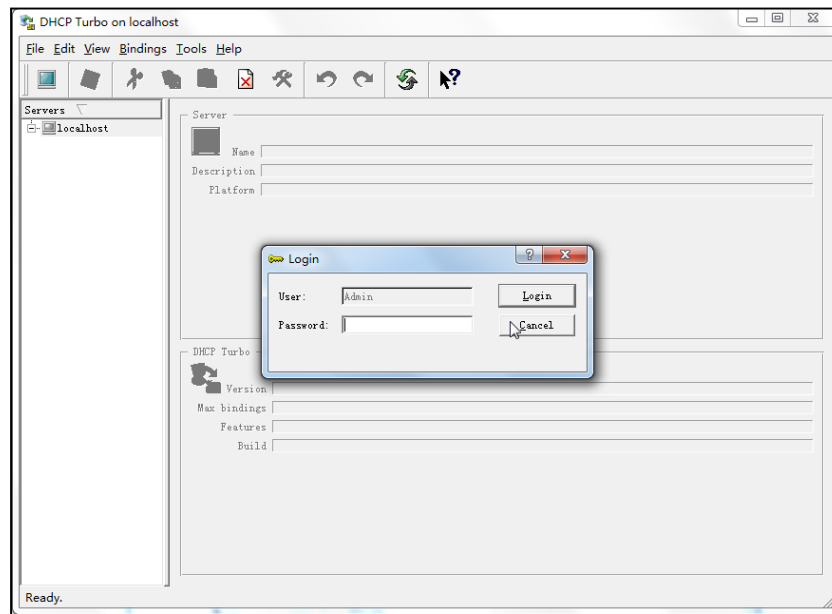 DHCP Turbo on localhost
File Edit View Bindings Tools Help
Servers
localhost
Server
Name
Description
Platform
Login
User: Admin Login
Password: Cancel
DHCP Turbo
Version
Max bindings
Features
Build
Ready.